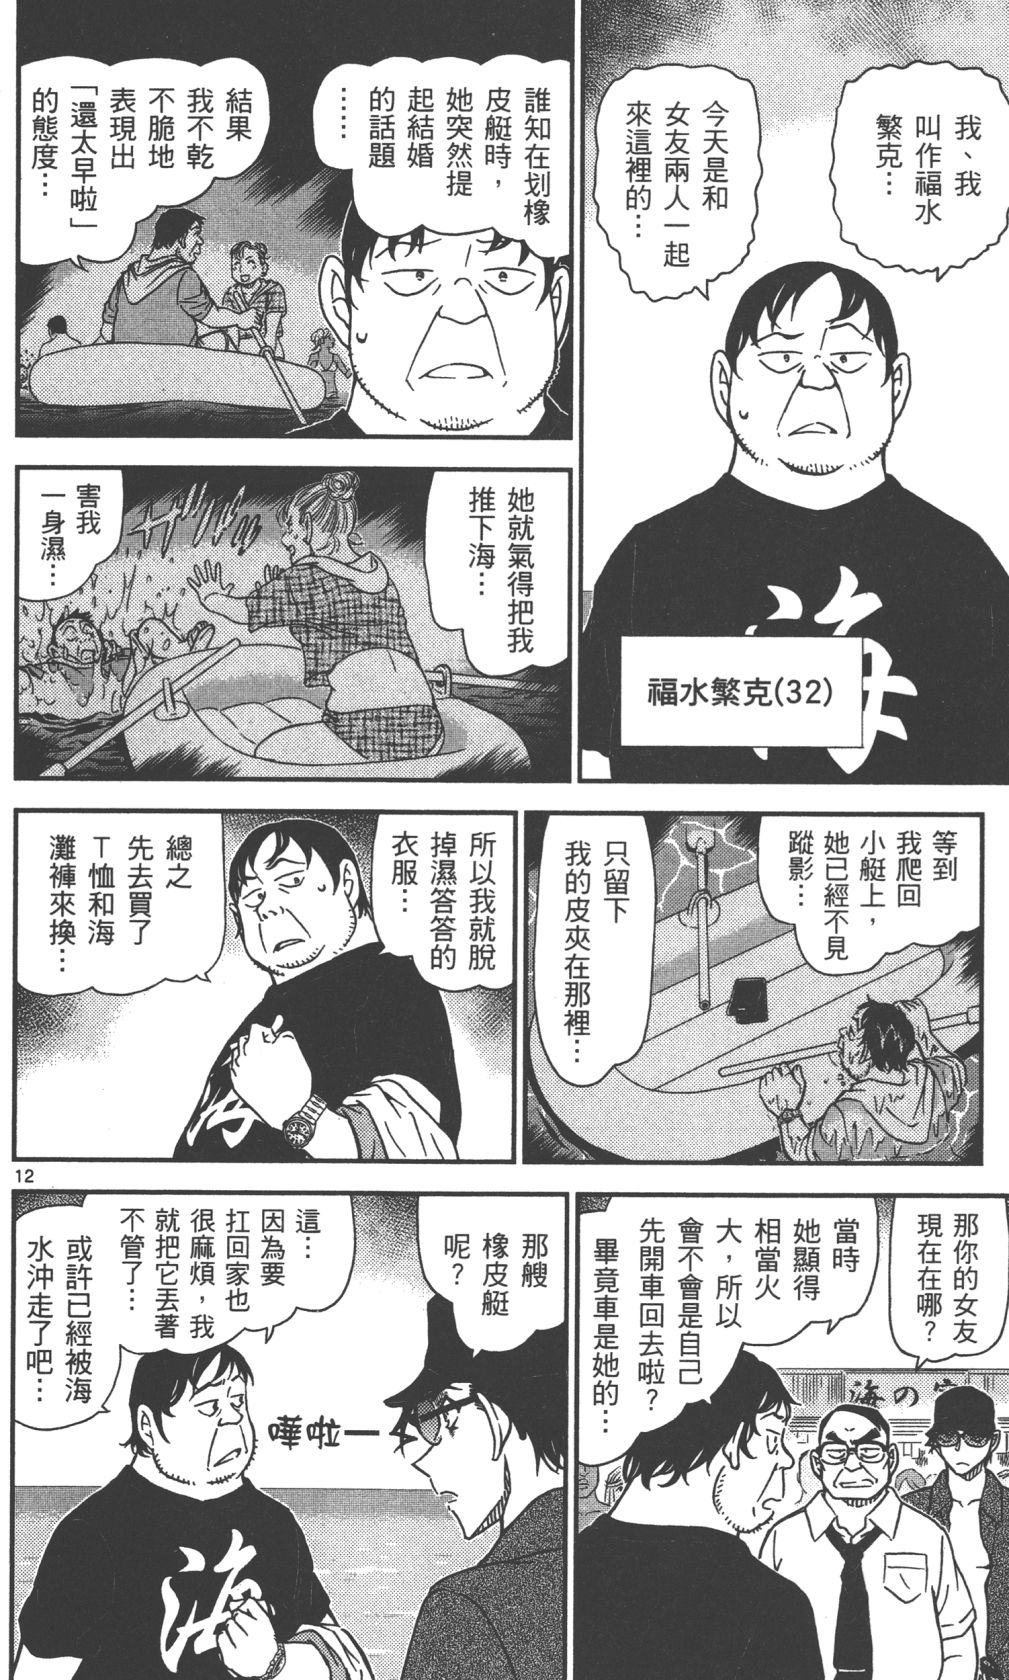 我、我
叫作福水
繁克…
今天是和
女友兩人一起
來這裡的…
福水繁克(32)
誰知在划橡
皮艇時，
她突然提
起結婚
的話題
……
結果
我不乾
不脆地
表現出
「還太早啦」
的態度…
她就氣得把我
推下海…
害我
一身濕…
等到
我爬回
小艇上，
她已經不見
蹤影…
只留下
我的皮夾在那裡…
所以我就脫
掉濕答答的
衣服…
總之
先去買了
T恤和海
灘褲來換…
12
那你的女友
現在在哪？
當時
她顯得
相當火
大，所以
會不會是自己
先開車回去啦？
畢竟車是她的…
海の家
那艘
橡皮艇
呢？
這…
因為要
扛回家也
很麻煩，我
就把它丟著
不管了…
或許已經被海
水沖走了吧…
嘩啦—
海